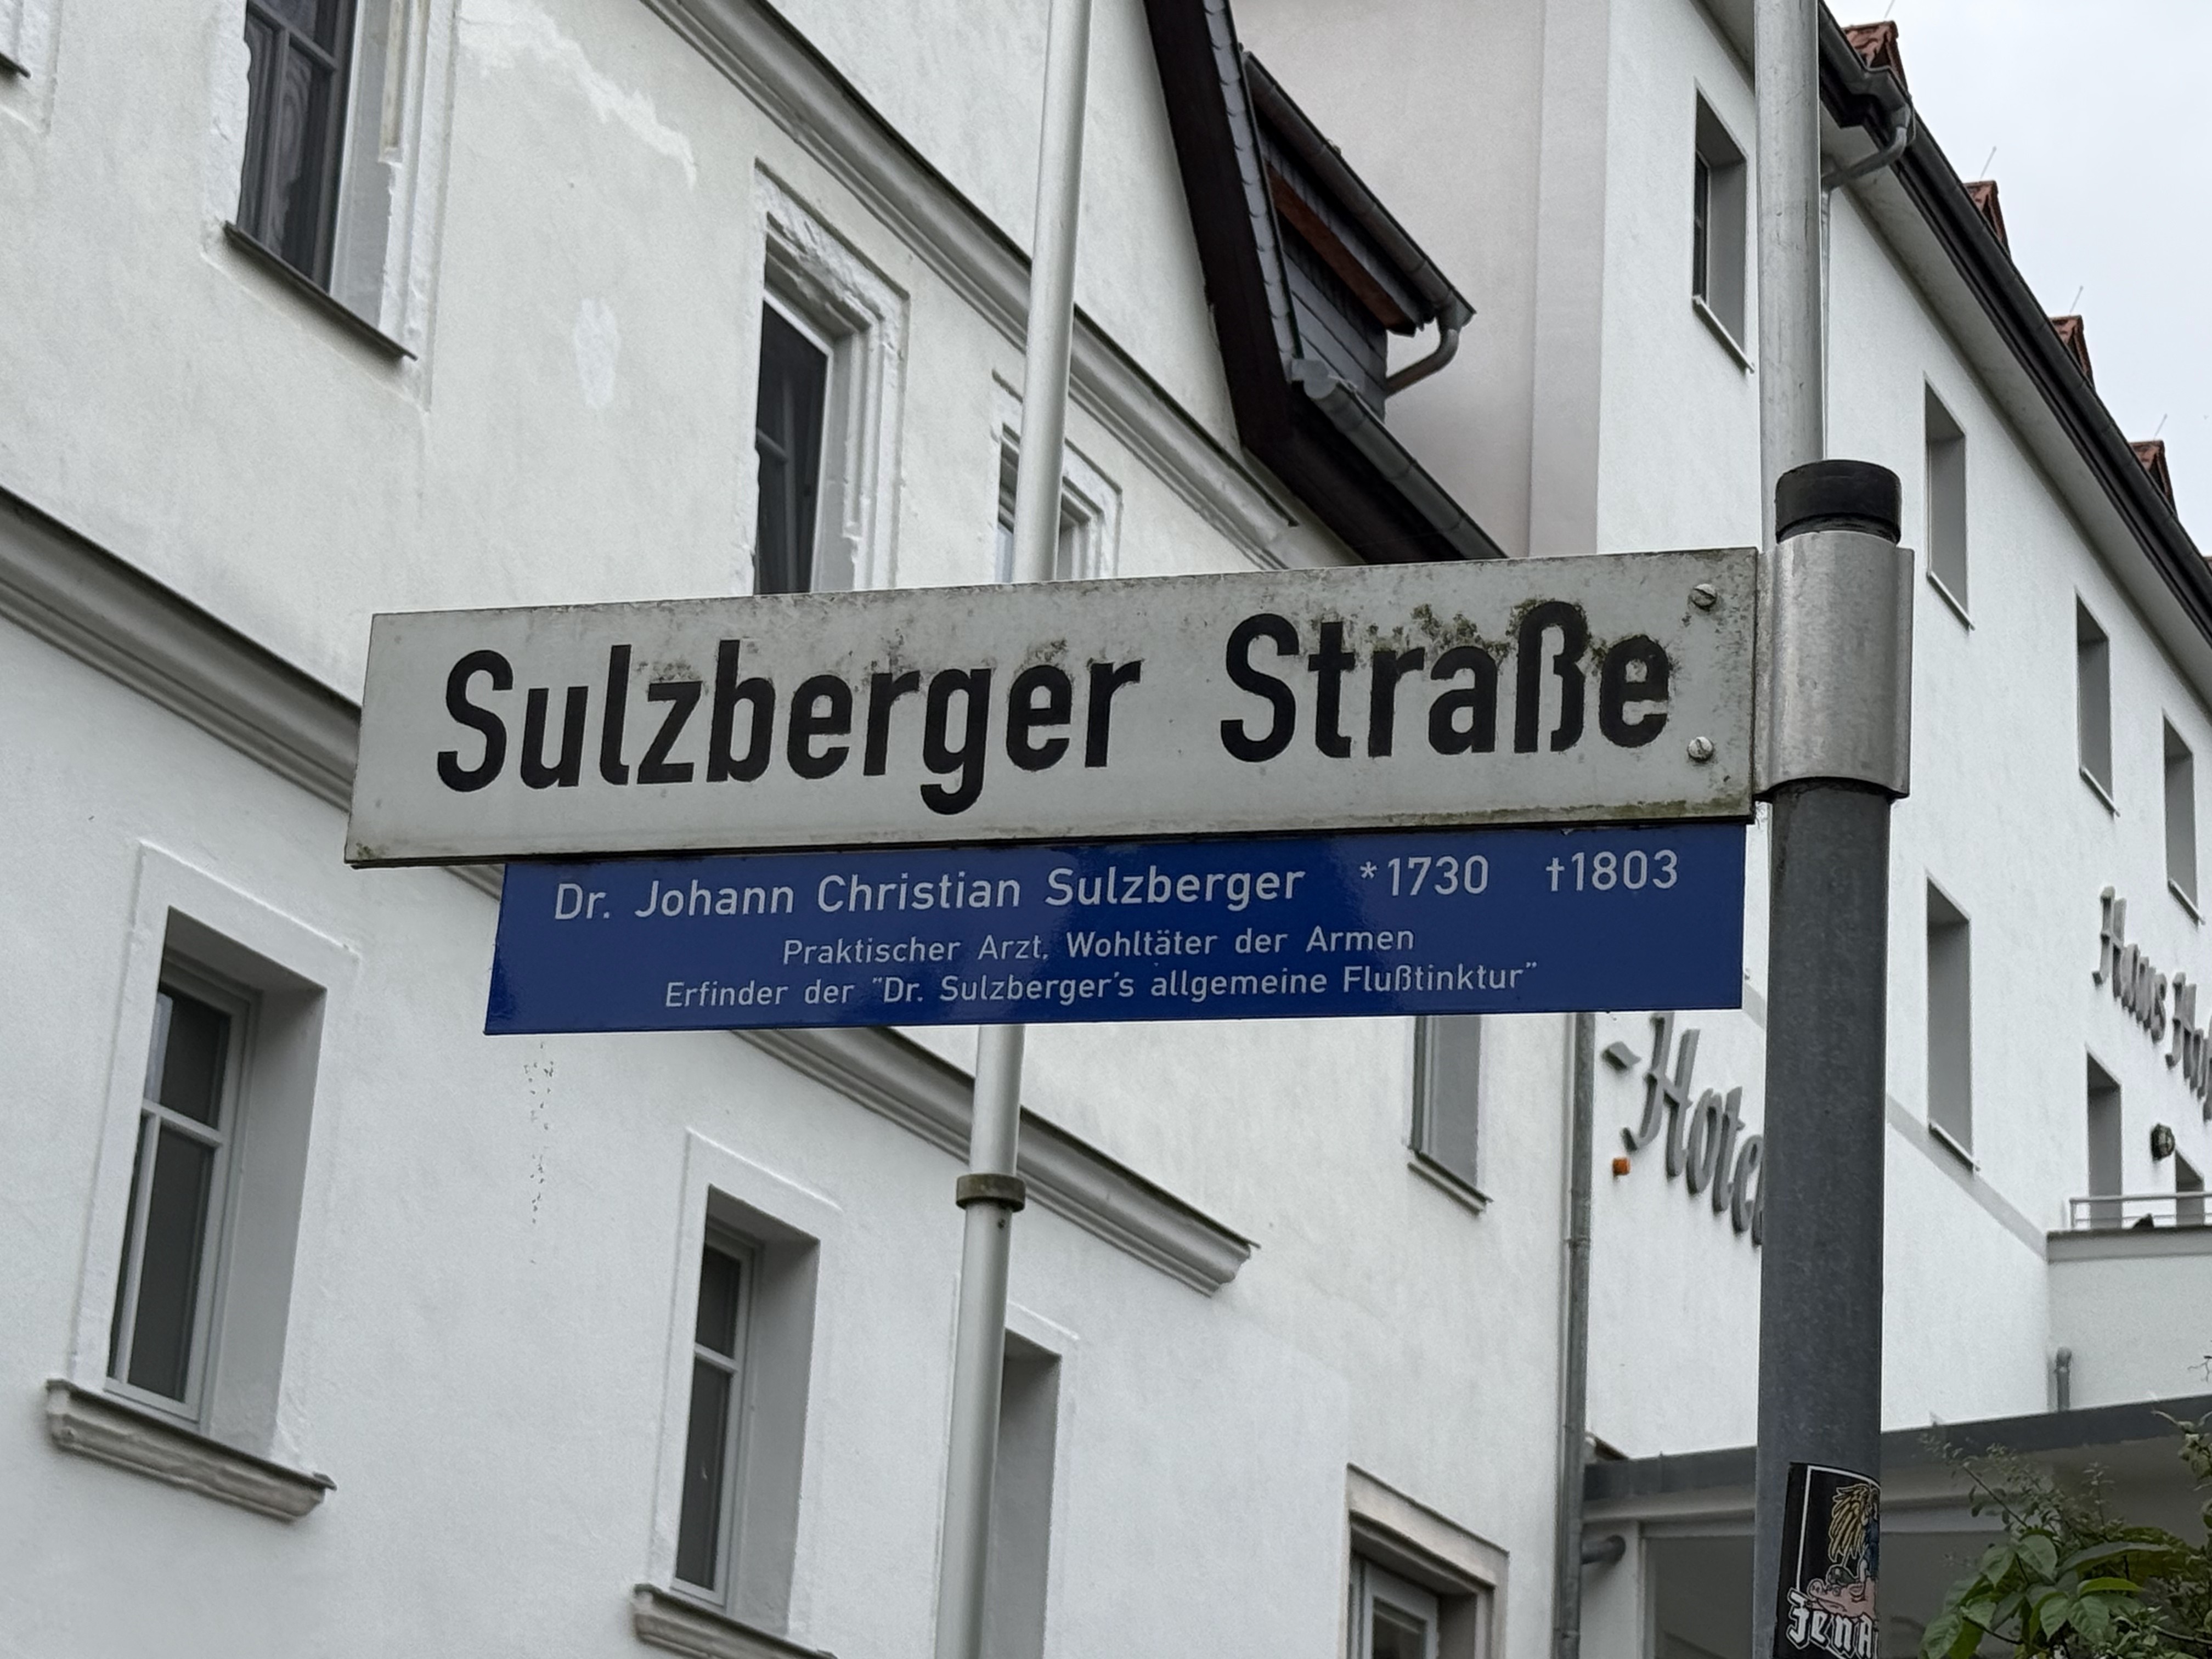 Sulzberger Straße
Dr. Johann Christian Sulzberger *1730 †1803
Praktischer Arzt, Wohltäter der Armen
Erfinder der "Dr. Sulzberger's allgemeine Flußtinktur"
Haus